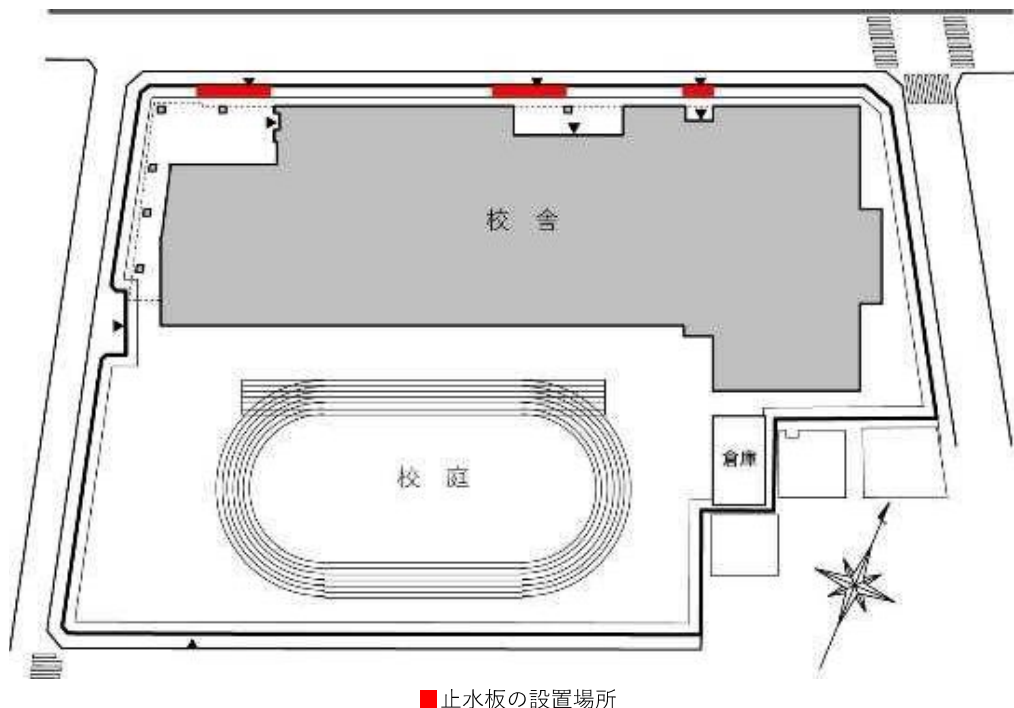 校 舎
校 庭
倉庫
止水板の設置場所